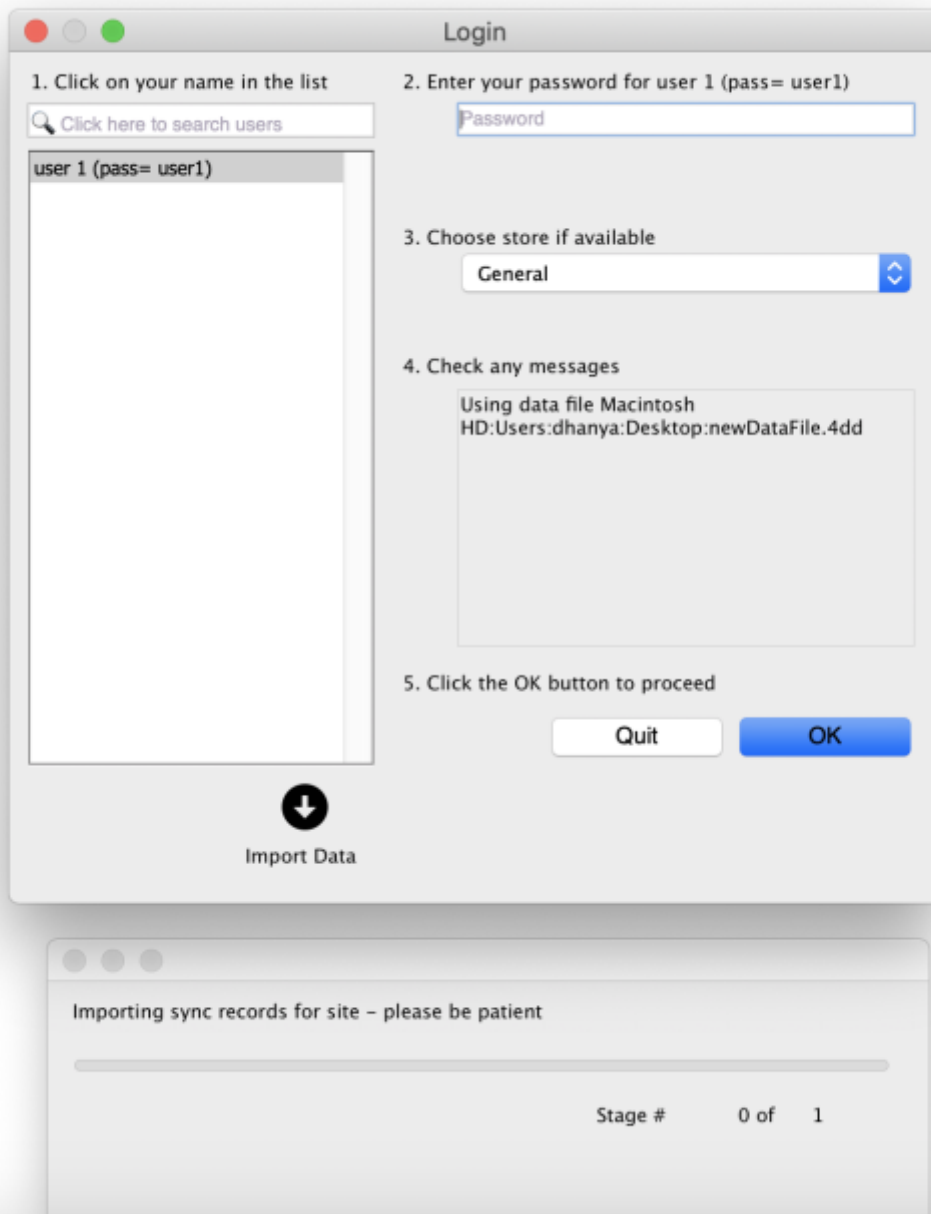 Login
1. Click on your name in the list
Click here to search users
user 1 (pass= user1)
2. Enter your password for user 1 (pass= user1)
Password
3. Choose store if available
General
4. Check any messages
Using data file Macintosh
HD:Users:dhanya:Desktop:newDataFile.4dd
5. Click the OK button to proceed
Quit
OK
Import Data
Importing sync records for site – please be patient
Stage # 0 of 1